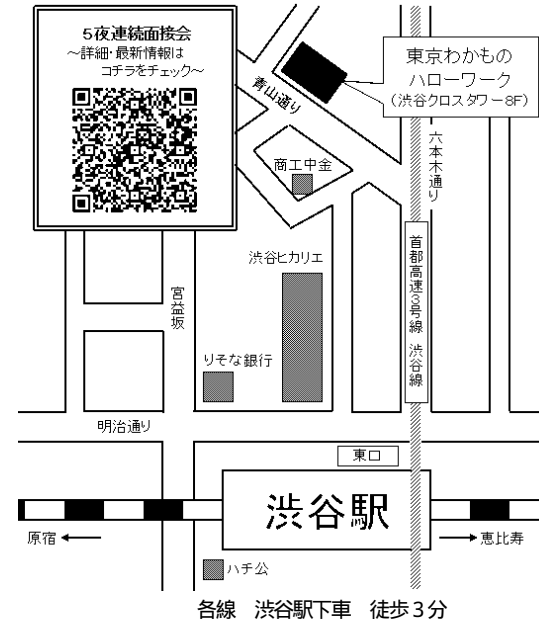 5夜連続面接会
～詳細・最新情報は
コチラをチェック～
東京わかもの
ハローワーク
（渋谷クロスタワー8F）
青山通り
六本木通り
商工中金
首都高速3号線 渋谷線
渋谷ヒカリエ
宮益坂
りそな銀行
明治通り
東口
渋谷駅
原宿
恵比寿
ハチ公
各線　渋谷駅下車　徒歩３分